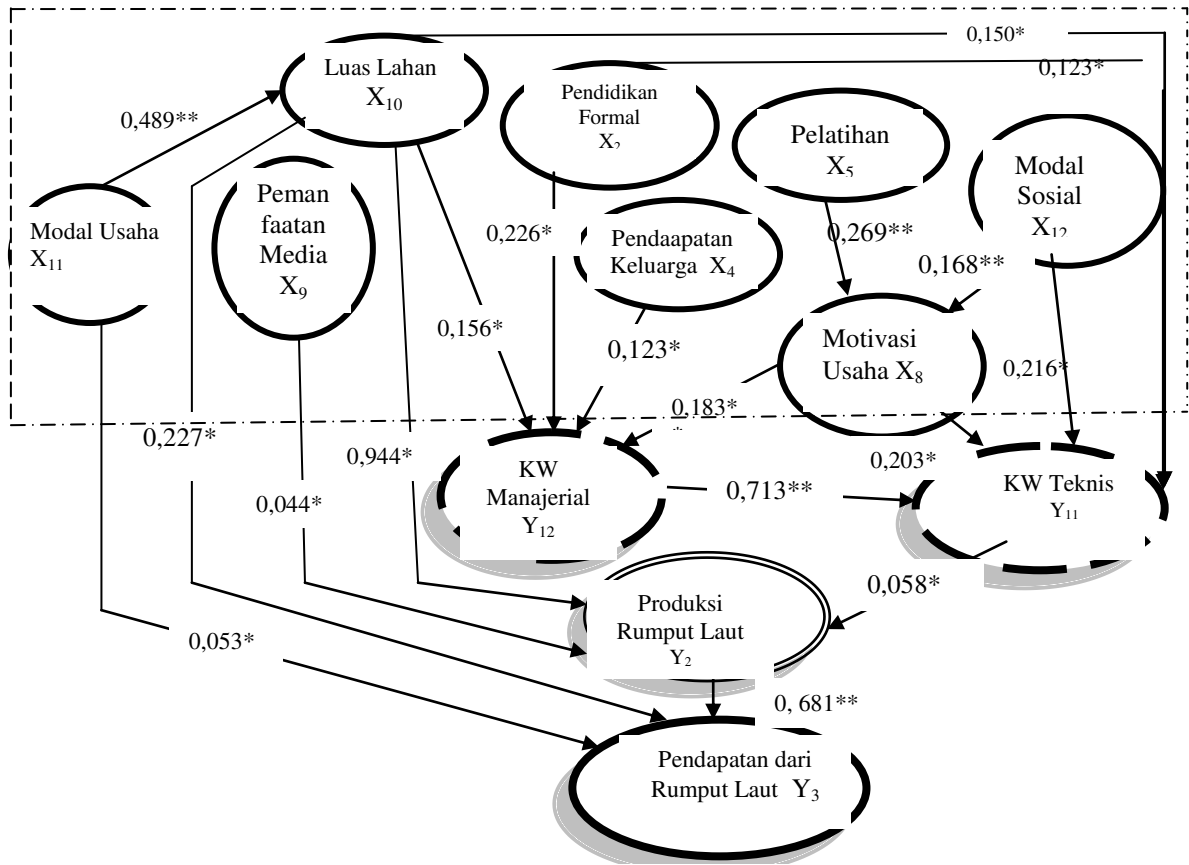 0,150*
Luas Lahan
X10
0,123*
Pendidikan
Formal
X2
Pelatihan
X5
Modal
Sosial
X12
0,489**
Peman
faatan
Media
X9
Modal Usaha
X11
0,226*
Pendaapatan
Keluarga X4
0,269**
0,168**
0,156*
0,123*
Motivasi
Usaha X8
0,216*
0,183*
*
0,227*
0,944*
0,044*
KW
Manajerial
Y12
0,713**
0,203*
KW Teknis
Y11
0,058*
Produksi
Rumput Laut
Y2
0,053*
0, 681**
Pendapatan dari
Rumput Laut Y3